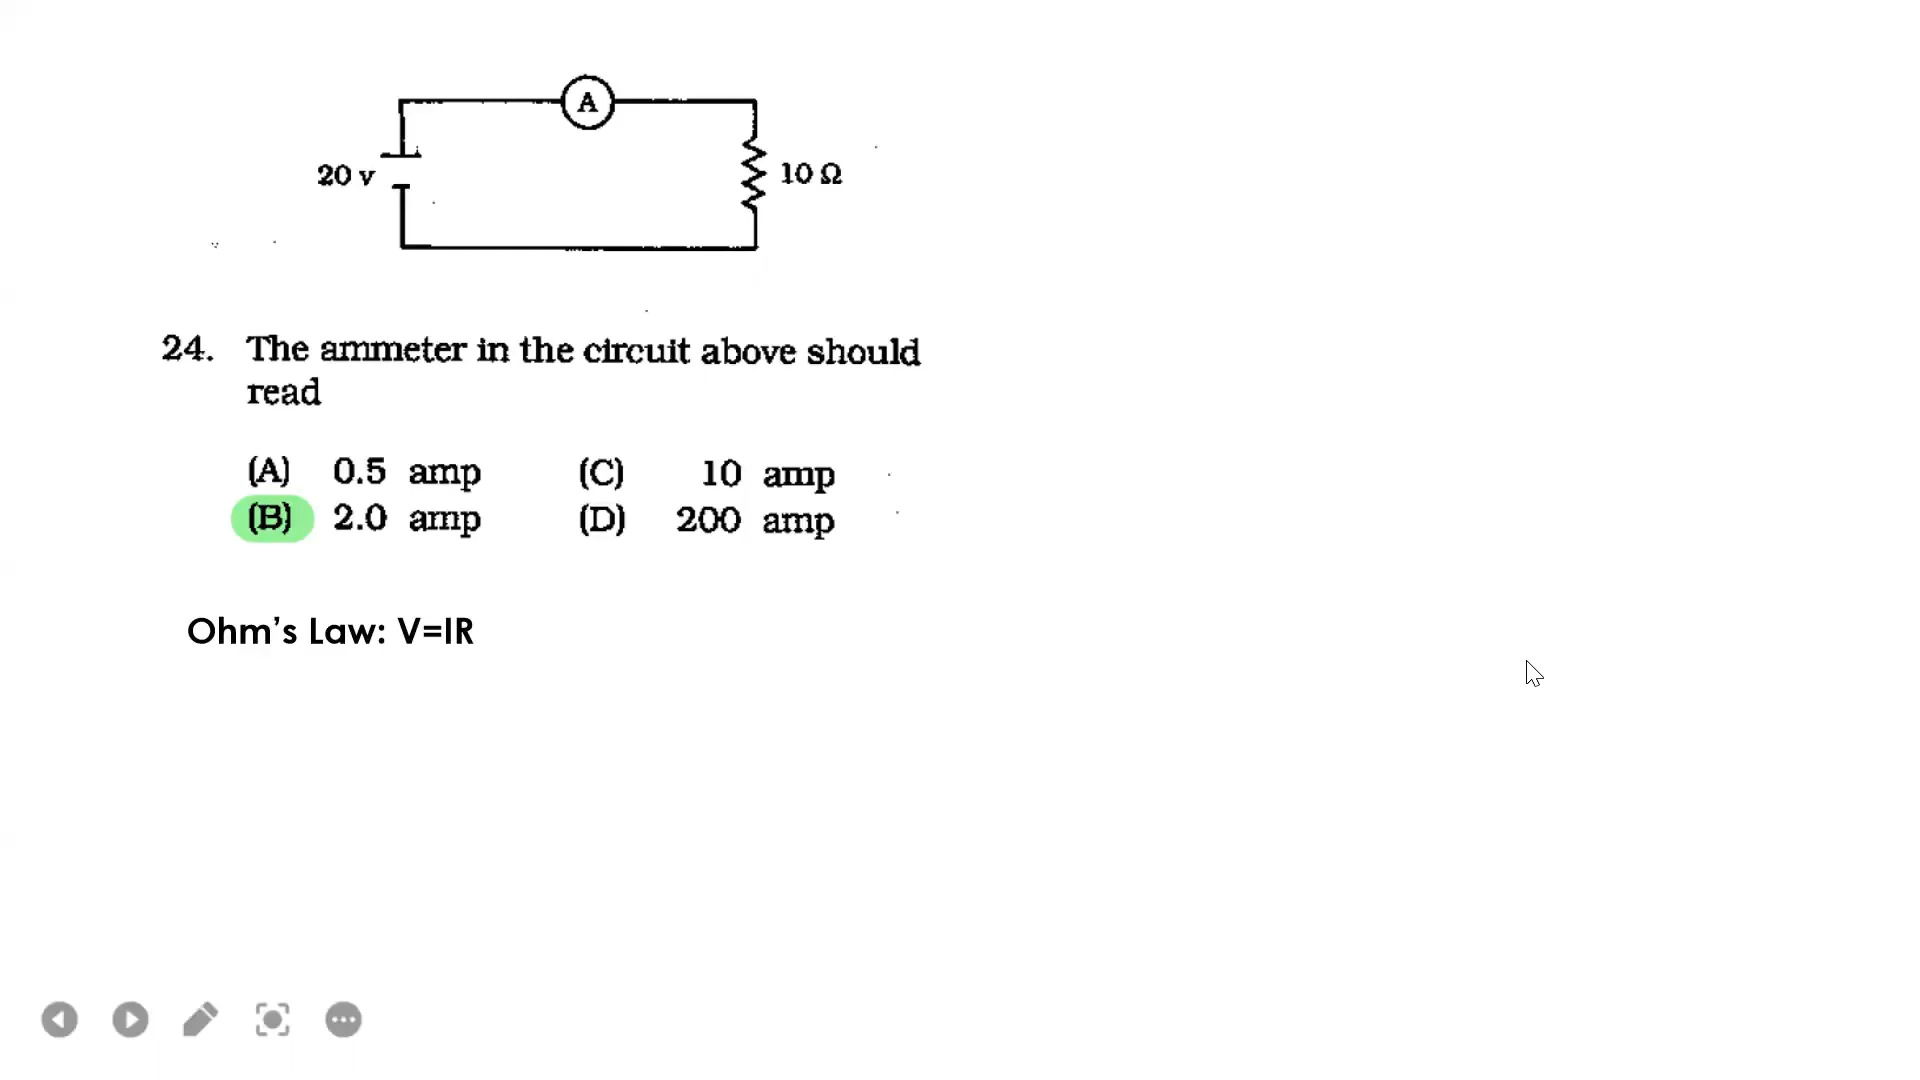 A
20 v
10 Ω
24. The ammeter in the circuit above should
read
(A) 0.5 amp (C) 10 amp
(B) 2.0 amp (D) 200 amp
Ohm’s Law: V=IR